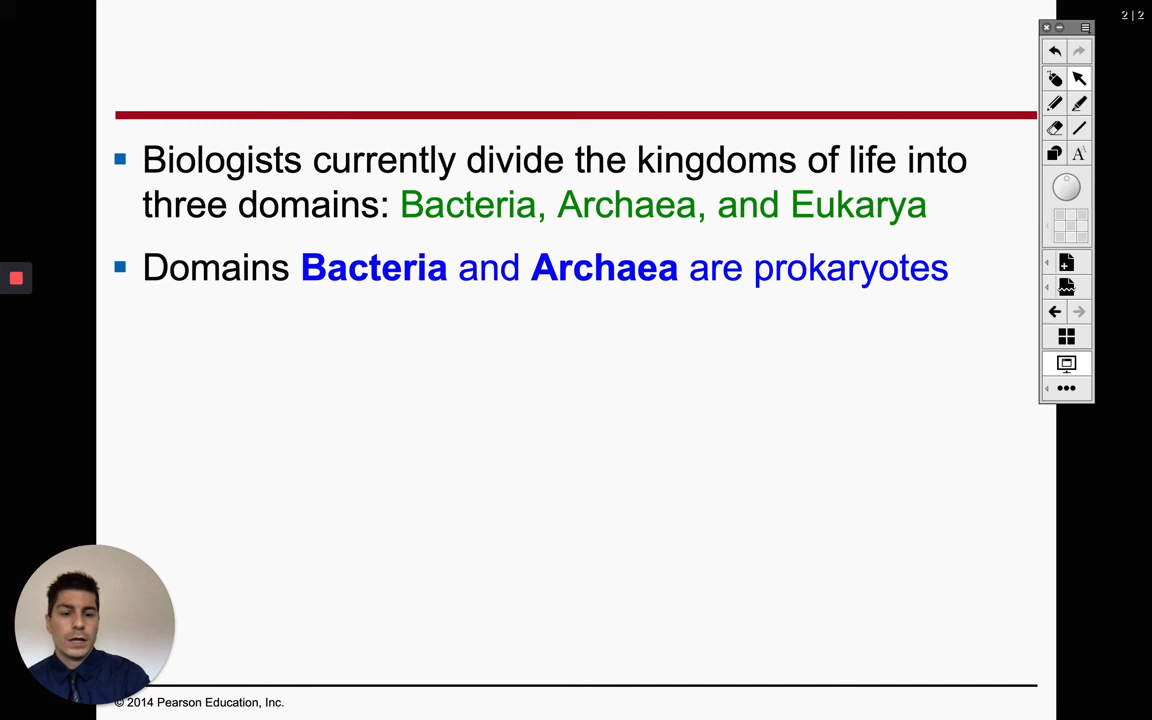 2 | 2
Biologists currently divide the kingdoms of life into
three domains: Bacteria, Archaea, and Eukarya
Domains Bacteria and Archaea are prokaryotes
A
© 2014 Pearson Education, Inc.